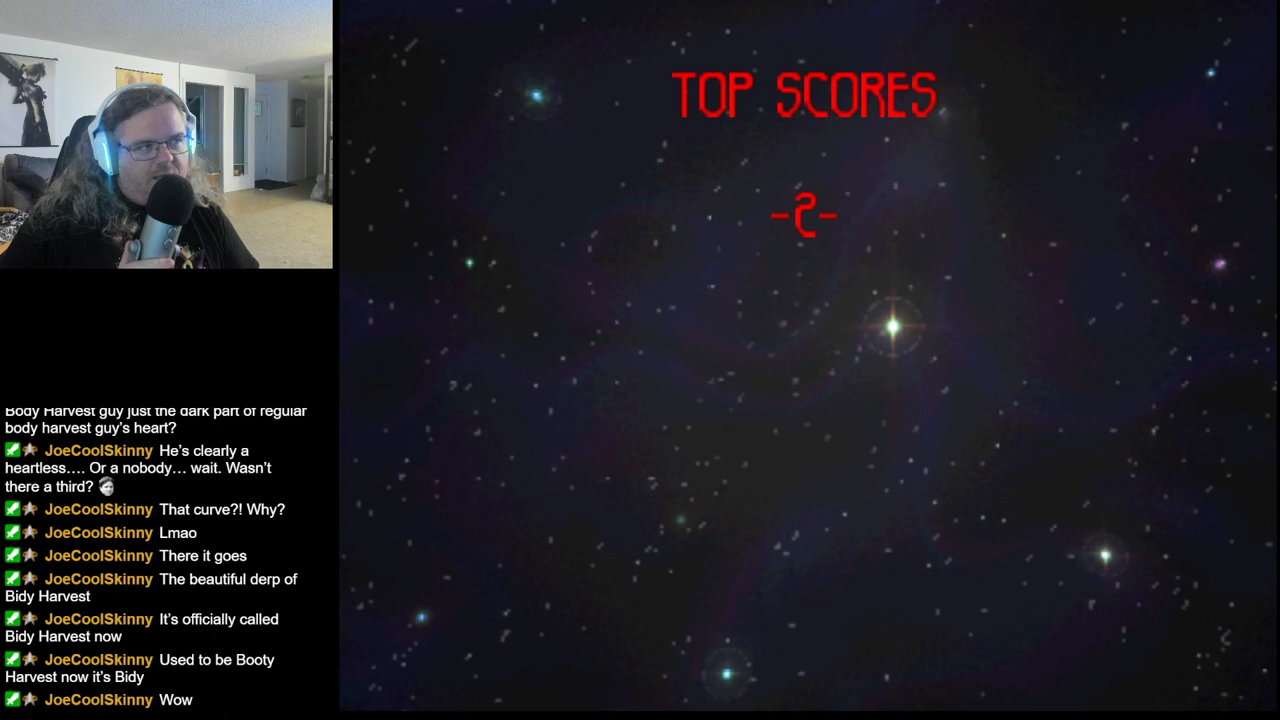 TOP SCORES
-2-
Body Harvest guy just the dark part of regular
body harvest guy's heart?
JoeCoolSkinny He's clearly a
heartless.... Or a nobody... wait. Wasn't
there a third?
JoeCoolSkinny That curve?! Why?
JoeCoolSkinny Lmao
JoeCoolSkinny There it goes
JoeCoolSkinny The beautiful derp of
Bidy Harvest
JoeCoolSkinny It's officially called
Bidy Harvest now
JoeCoolSkinny Used to be Booty
Harvest now it's Bidy
JoeCoolSkinny Wow